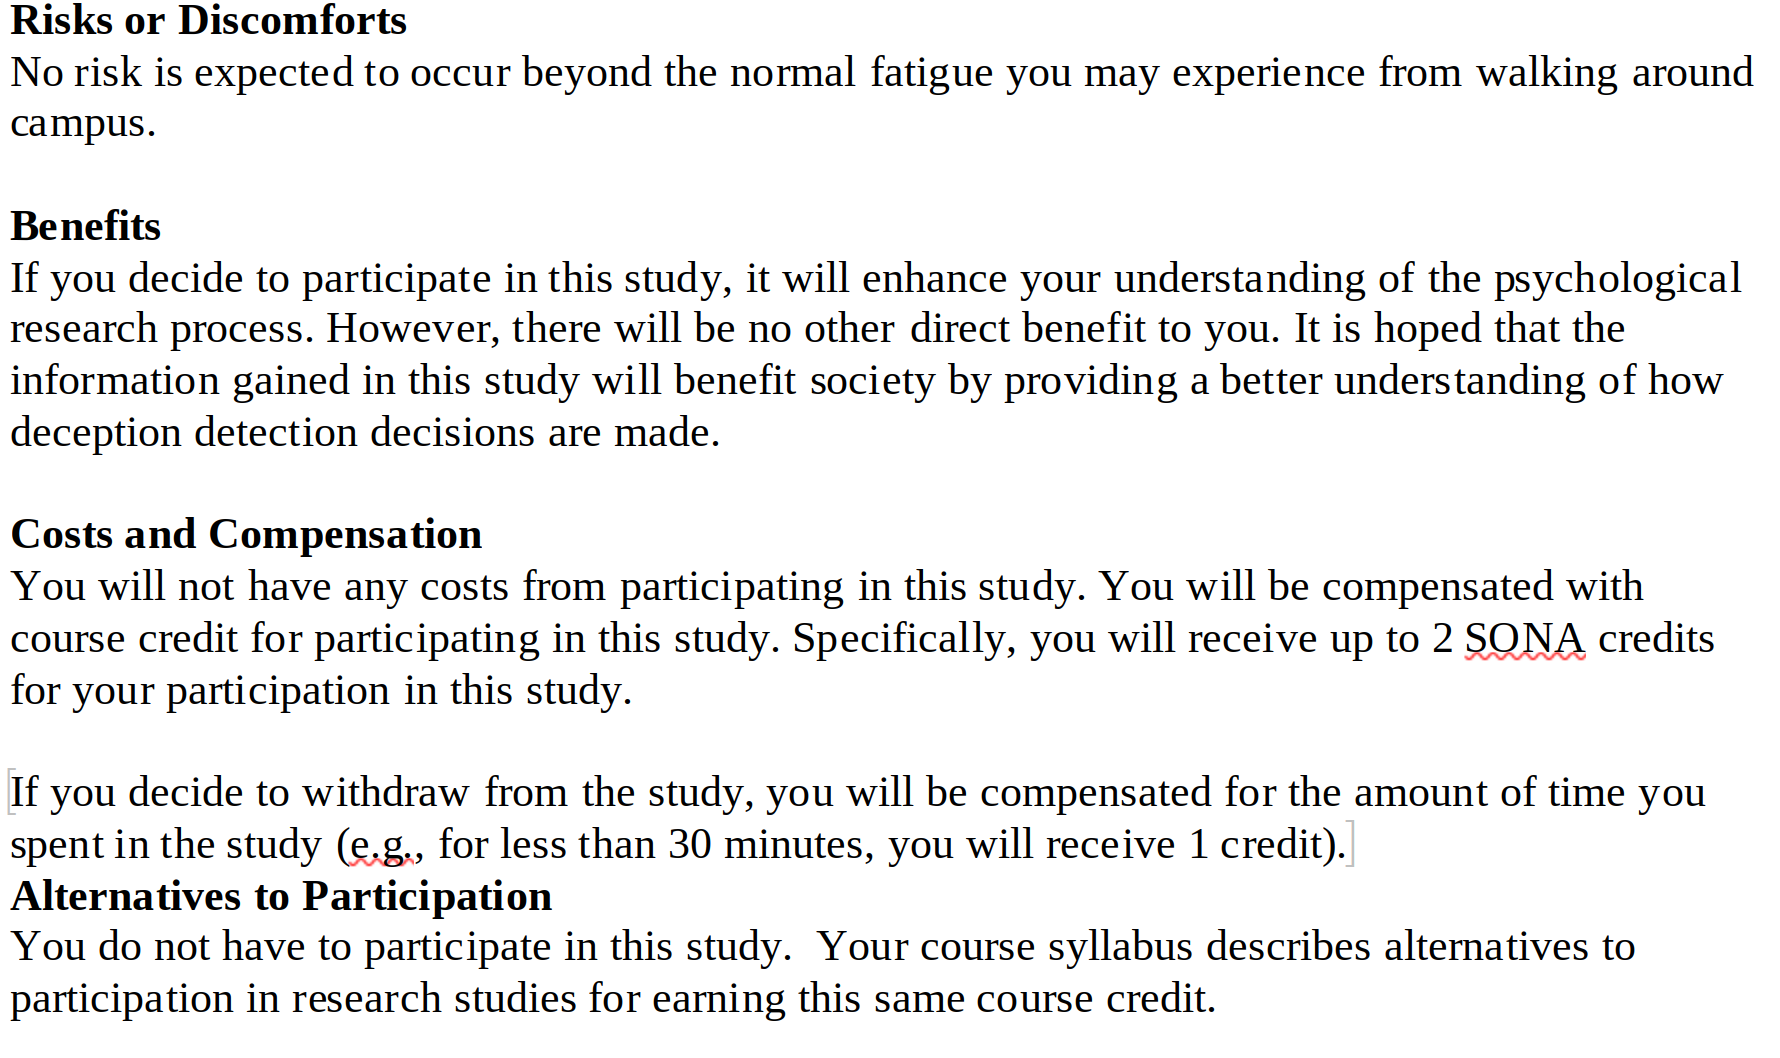 Risks or Discomforts
No risk is expected to occur beyond the normal fatigue you may experience from walking around
campus.
Benefits
If you decide to participate in this study, it will enhance your understanding of the psychological
research process. However, there will be no other direct benefit to you. It is hoped that the
information gained in this study will benefit society by providing a better understanding of how
deception detection decisions are made.
Costs and Compensation
You will not have any costs from participating in this study. You will be compensated with
course credit for participating in this study. Specifically, you will receive up to 2 SONA credits
for your participation in this study.
[If you decide to withdraw from the study, you will be compensated for the amount of time you
spent in the study (e.g., for less than 30 minutes, you will receive 1 credit).]
Alternatives to Participation
You do not have to participate in this study.  Your course syllabus describes alternatives to
participation in research studies for earning this same course credit.